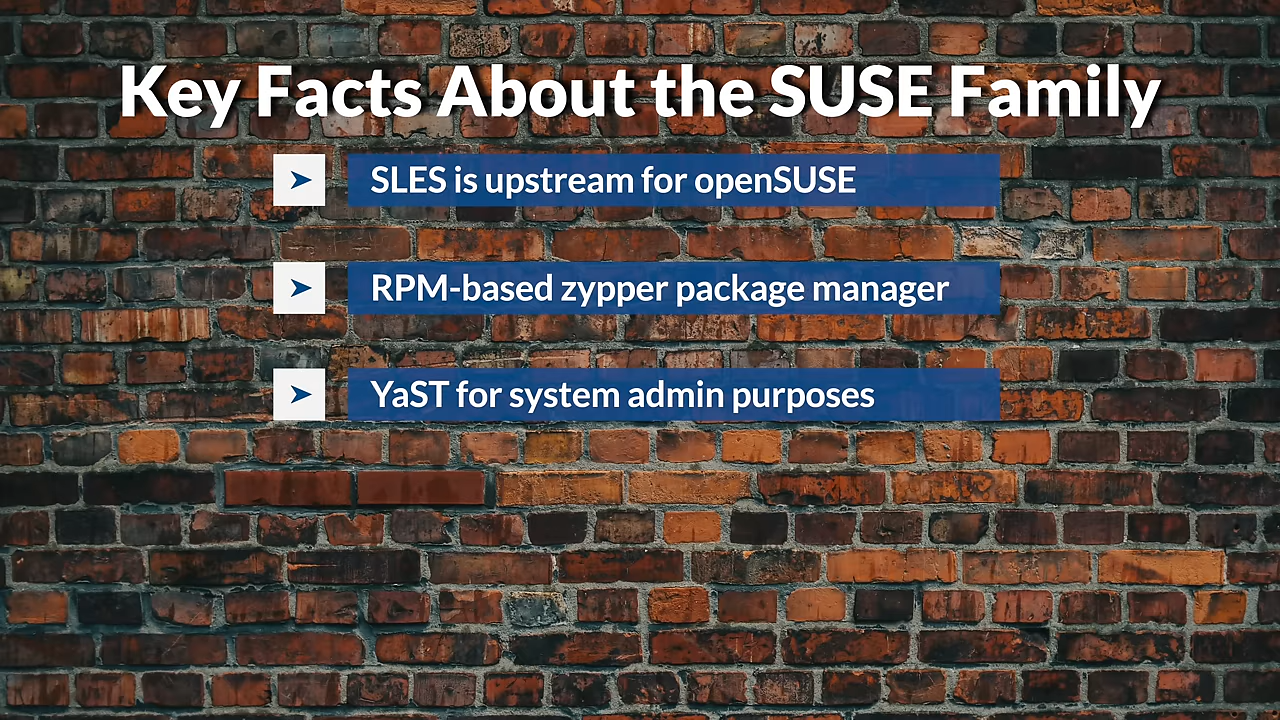 Key Facts About the SUSE Family
SLES is upstream for openSUSE
RPM-based zypper package manager
YaST for system admin purposes